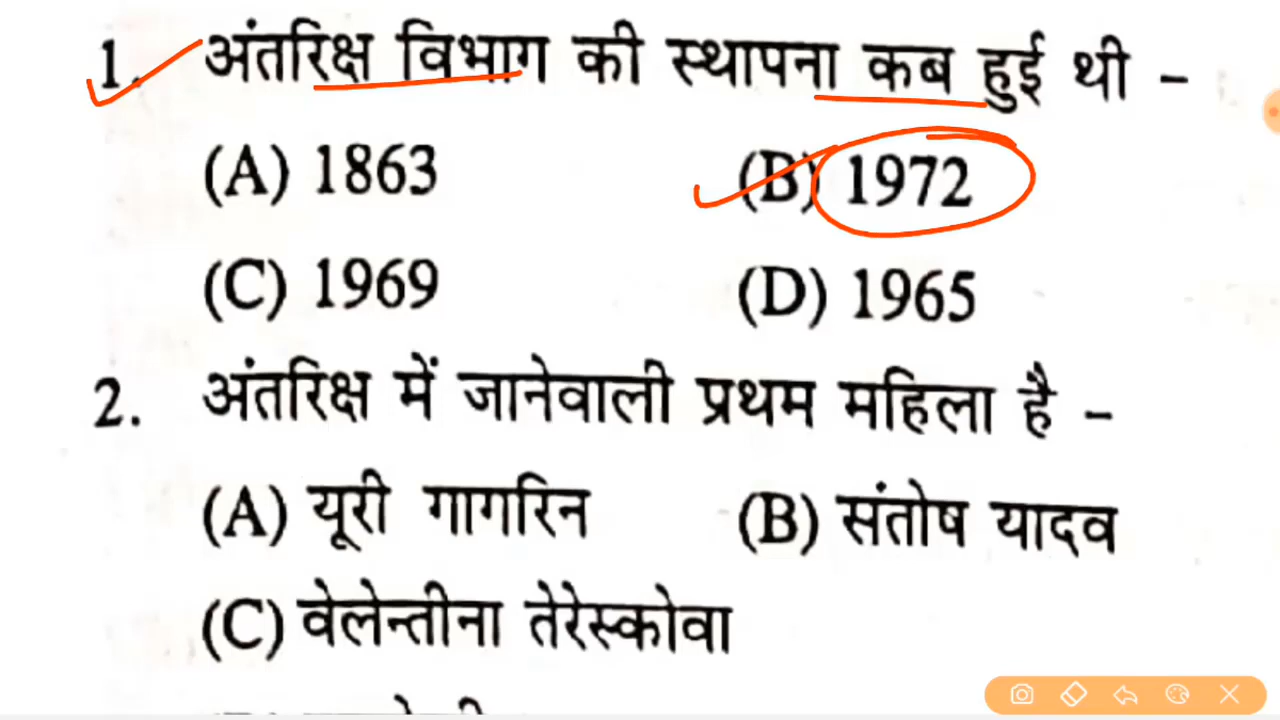 1. अंतरिक्ष विभाग की स्थापना कब हुई थी -
(A) 1863 (B) 1972
(C) 1969 (D) 1965
2. अंतरिक्ष में जानेवाली प्रथम महिला है -
(A) यूरी गागरिन (B) संतोष यादव
(C) वेलेन्तीना तेरेस्कोवा